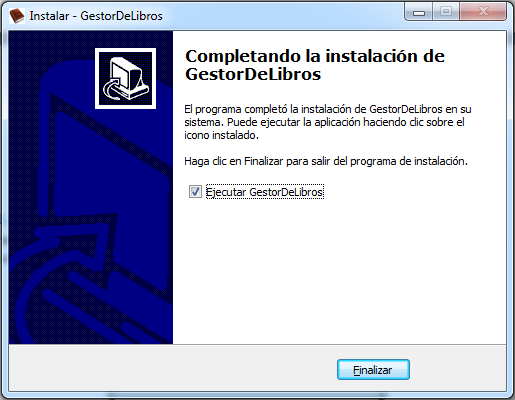 Instalar - GestorDeLibros
Completando la instalación de
GestorDeLibros
El programa completó la instalación de GestorDeLibros en su
sistema. Puede ejecutar la aplicación haciendo clic sobre el
icono instalado.
Haga clic en Finalizar para salir del programa de instalación.
Ejecutar GestorDeLibros
Finalizar